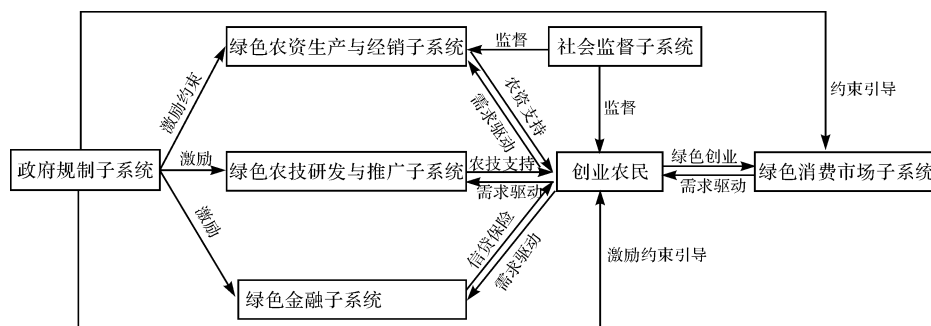 绿色农资生产与经销子系统
监督
社会监督子系统
激励约束
农资支持
需求驱动
监督
约束引导
政府规制子系统
激励
绿色农技研发与推广子系统
农技支持
需求驱动
创业农民
绿色创业
需求驱动
绿色消费市场子系统
激励
信贷保险
需求驱动
激励约束引导
绿色金融子系统